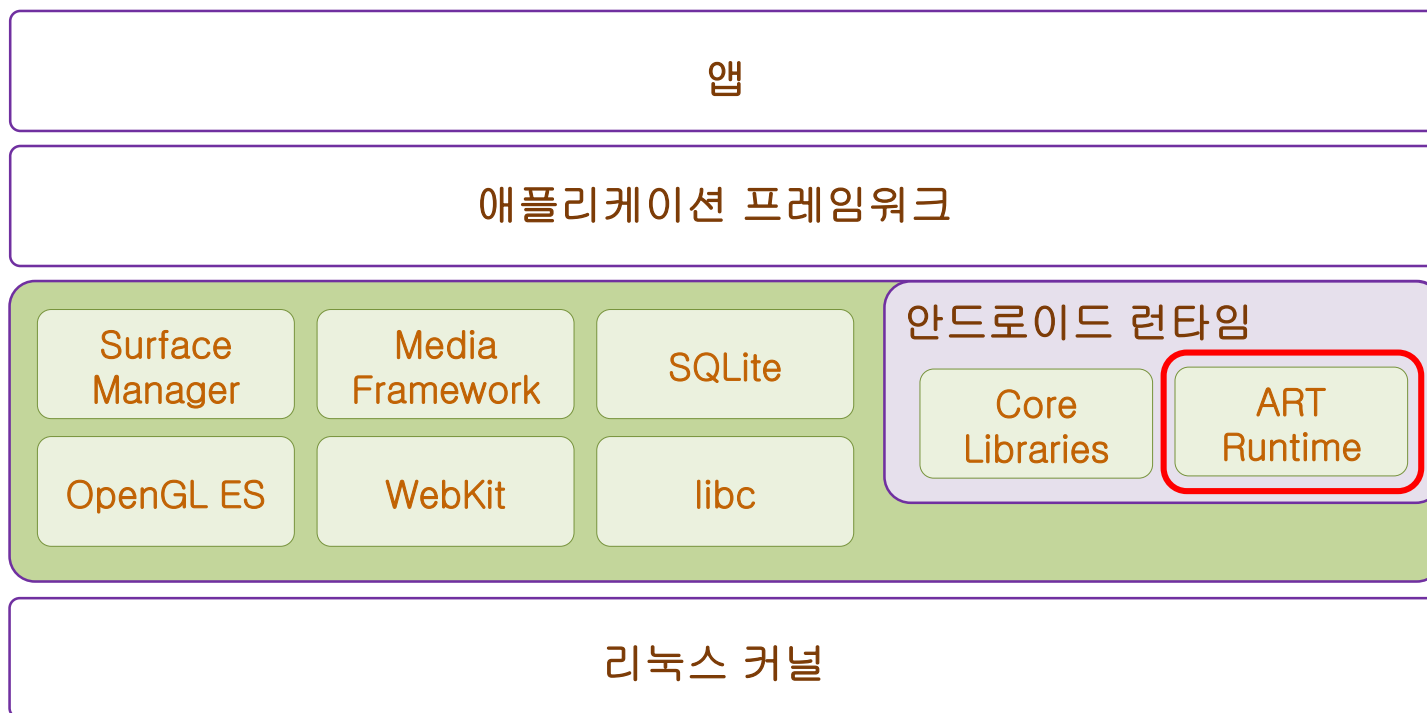 앱
애플리케이션 프레임워크
Surface
Manager
Media
Framework
SQLite
OpenGL ES
WebKit
libc
안드로이드 런타임
Core
Libraries
ART
Runtime
리눅스 커널